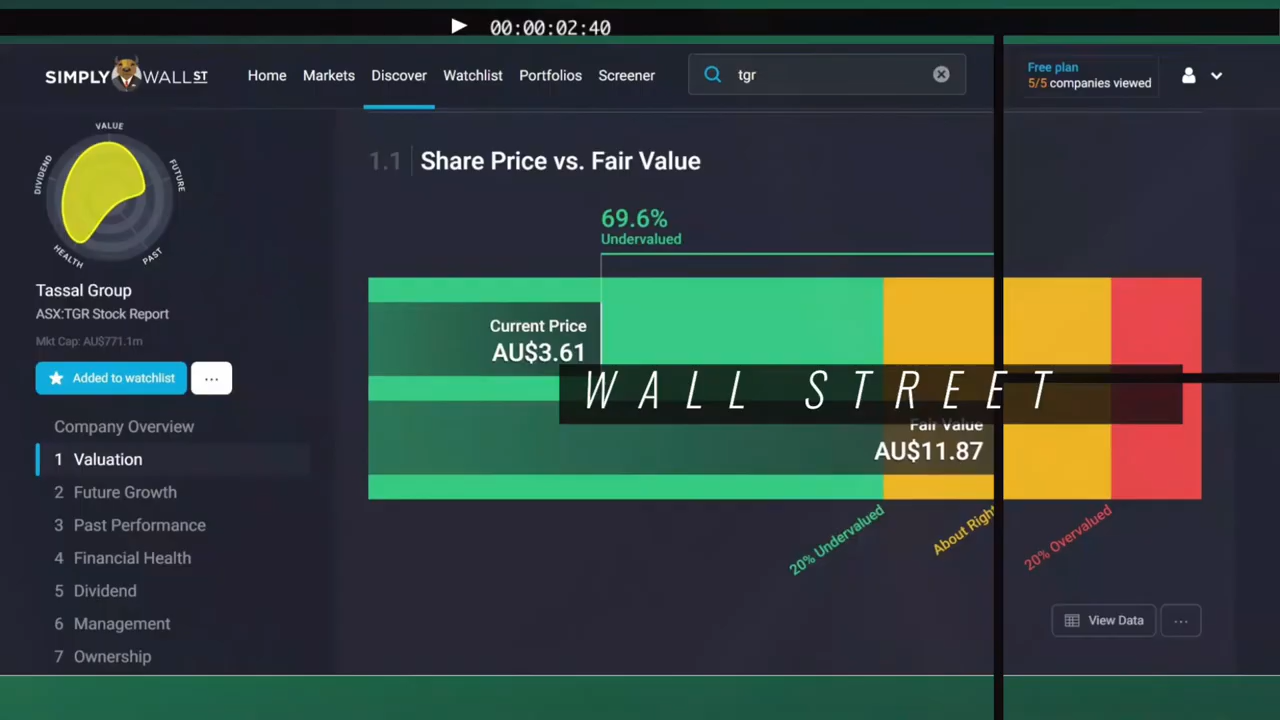 00:00:02:40
SIMPLY WALL ST
Home Markets Discover Watchlist Portfolios Screener
tgr
Free plan
5/5 companies viewed
VALUE
FUTURE
PAST
HEALTH
DIVIDEND
Tassal Group
ASX:TGR Stock Report
Mkt Cap: AU$771.1m
Added to watchlist
...
Company Overview
1 Valuation
2 Future Growth
3 Past Performance
4 Financial Health
5 Dividend
6 Management
7 Ownership
1.1 Share Price vs. Fair Value
69.6%
Undervalued
Current Price
AU$3.61
WALL STREET
Fair Value
AU$11.87
20% Undervalued
About Right
20% Overvalued
View Data
...